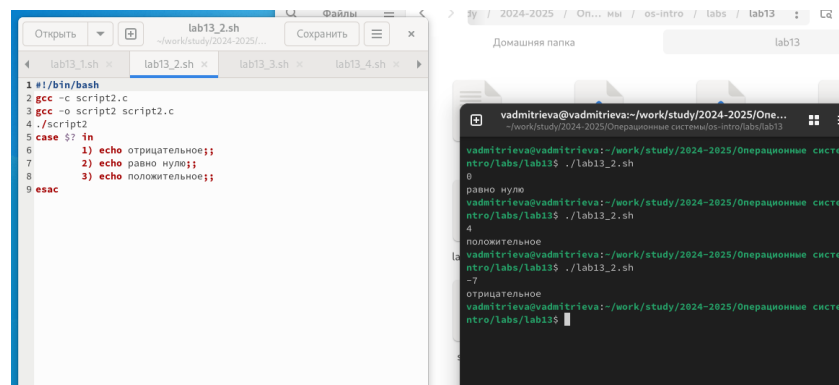 Файлы
Открыть
lab13_2.sh
~/work/study/2024-2025/...
Сохранить
lab13_1.sh
lab13_2.sh
lab13_3.sh
lab13_4.sh
1 #!/bin/bash
2 gcc -c script2.c
3 gcc -o script2 script2.c
4 ./script2
5 case $? in
6 1) echo отрицательное;;
7 2) echo равно нулю;;
8 3) echo положительное;;
9 esac
/ 2024-2025 / Оп... мы / os-intro / labs / lab13
Домашняя папка
lab13
vadmitrieva@vadmitrieva:~/work/study/2024-2025/Опе...
~/work/study/2024-2025/Операционные системы/os-intro/labs/lab13
vadmitrieva@vadmitrieva:~/work/study/2024-2025/Операционные систе
ntro/labs/lab13$ ./lab13_2.sh
0
равно нулю
vadmitrieva@vadmitrieva:~/work/study/2024-2025/Операционные систе
ntro/labs/lab13$ ./lab13_2.sh
4
положительное
vadmitrieva@vadmitrieva:~/work/study/2024-2025/Операционные систе
ntro/labs/lab13$ ./lab13_2.sh
-7
отрицательное
vadmitrieva@vadmitrieva:~/work/study/2024-2025/Операционные систе
ntro/labs/lab13$